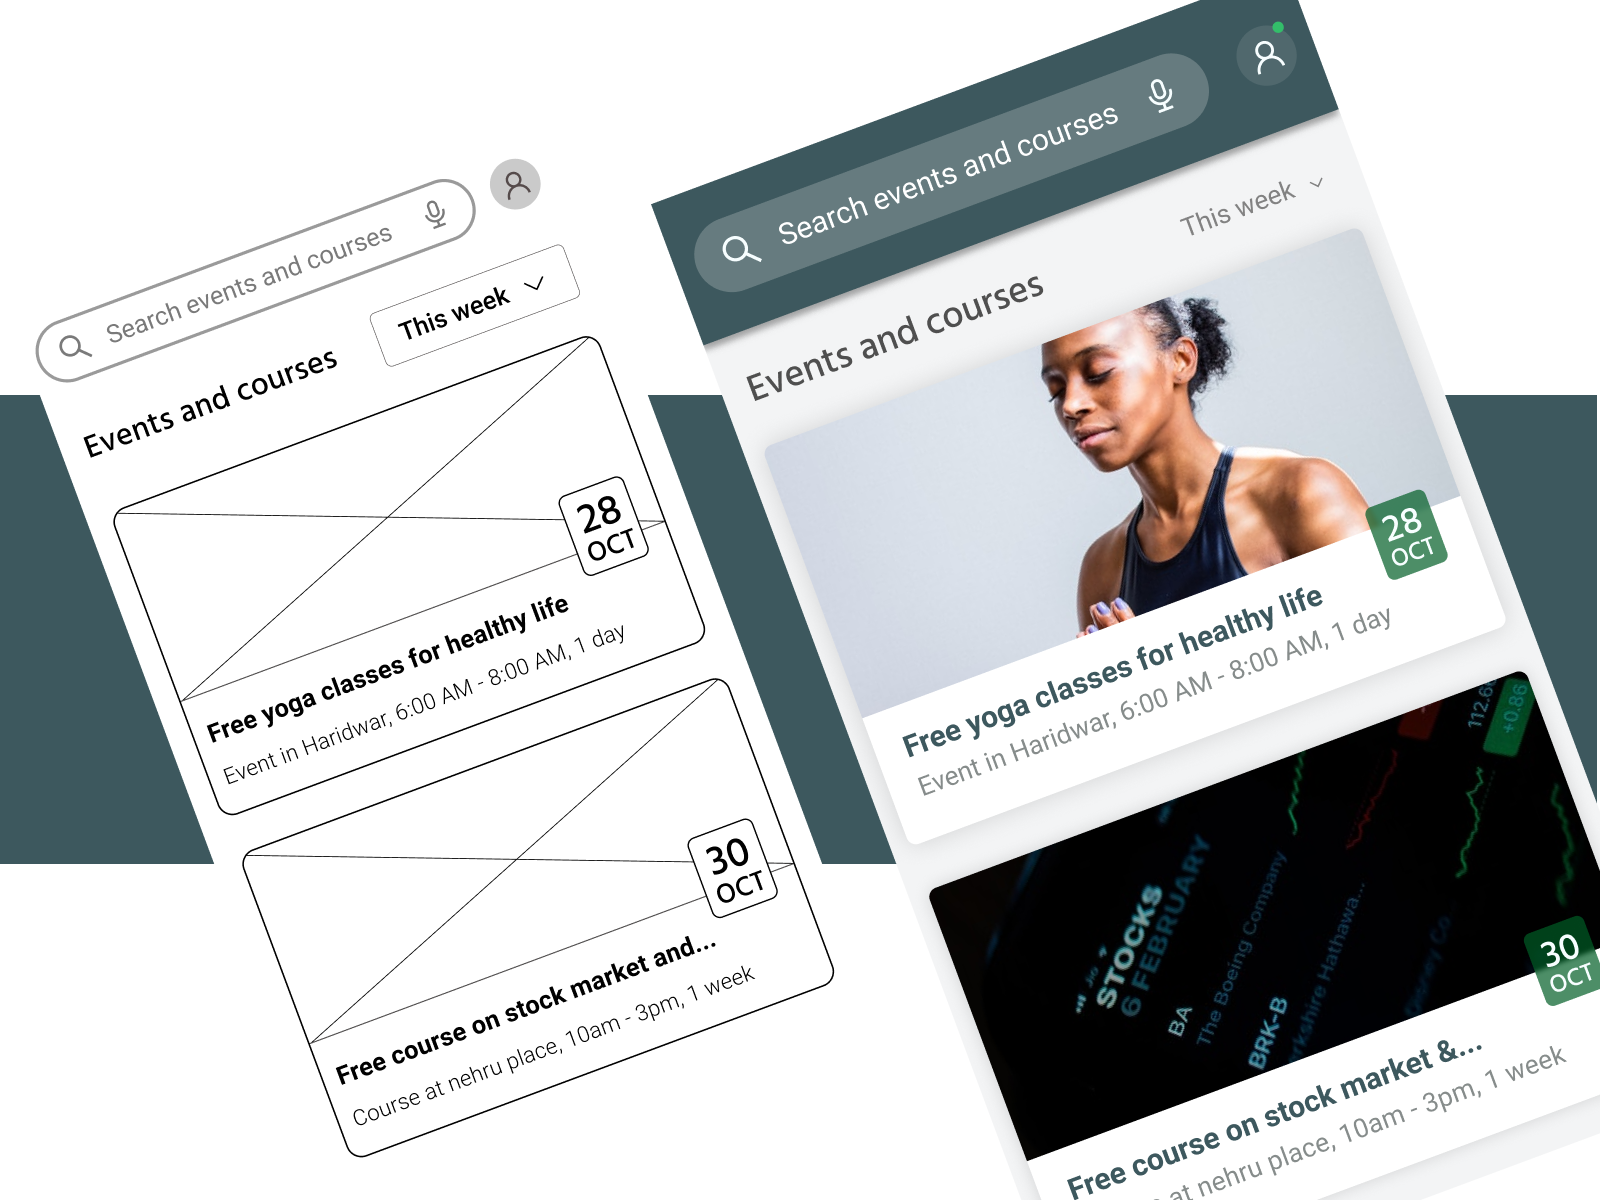 Search events and courses
This week
Events and courses
28
OCT
Free yoga classes for healthy life
Event in Haridwar, 6:00 AM - 8:00 AM, 1 day
30
OCT
Free course on stock market and...
Course at nehru place, 10am - 3pm, 1 week
Search events and courses
This week
Events and courses
28
OCT
Free yoga classes for healthy life
Event in Haridwar, 6:00 AM - 8:00 AM, 1 day
STOCKS
6 FEBRUARY
BA
The Boeing Company
BRK-B
rkshire Hathawa...
112.6
+0.86
30
OCT
Free course on stock market &...
at nehru place, 10am - 3pm, 1 week